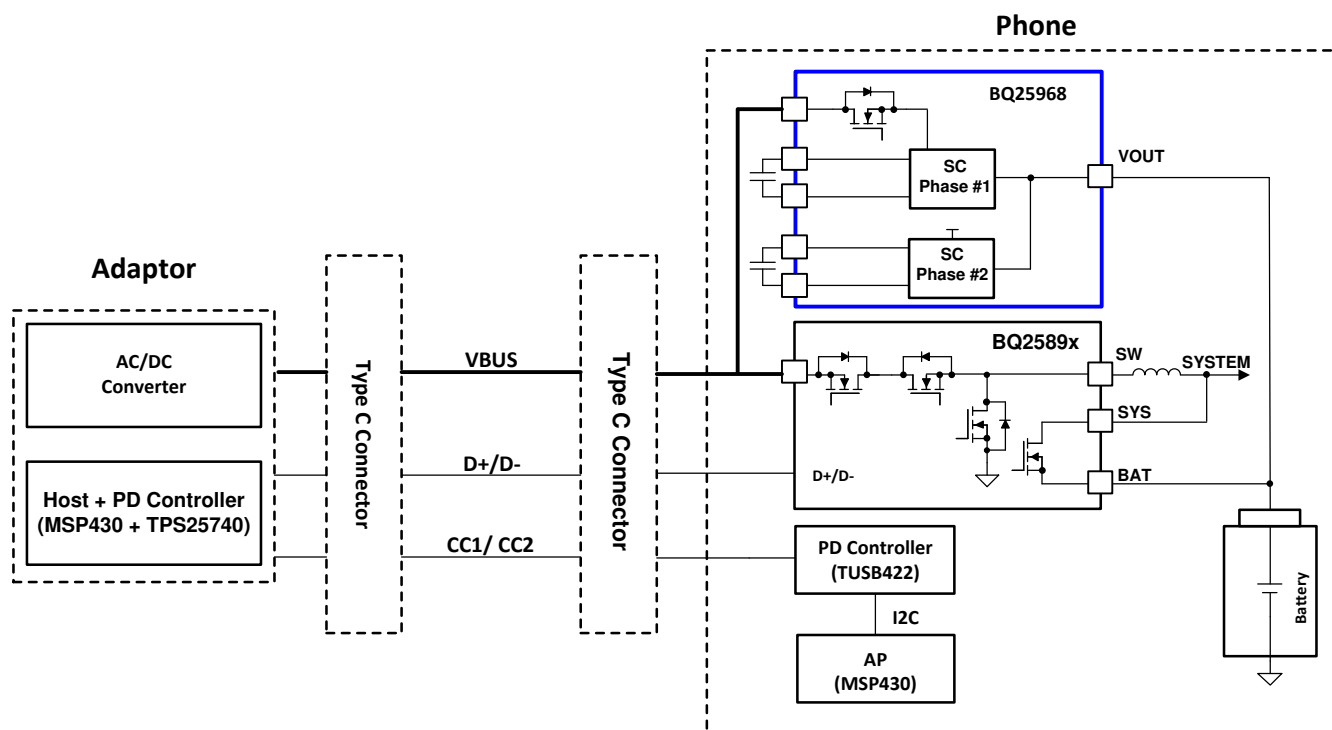 Phone
BQ25968
SC
Phase #1
VOUT
SC
Phase #2
Adaptor
AC/DC
Converter
Host + PD Controller
(MSP430 + TPS25740)
Type C Connector
VBUS
D+/D-
CC1/ CC2
Type C Connector
BQ2589x
D+/D-
SW
SYSTEM
SYS
BAT
PD Controller
(TUSB422)
I2C
AP
(MSP430)
Battery